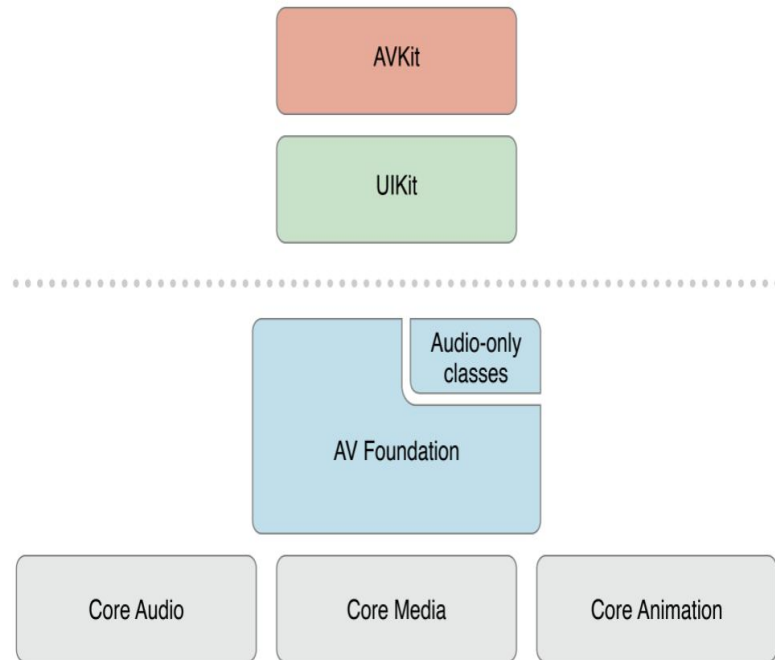 AVKit
UIKit
Audio-only
classes
AV Foundation
Core Audio
Core Media
Core Animation